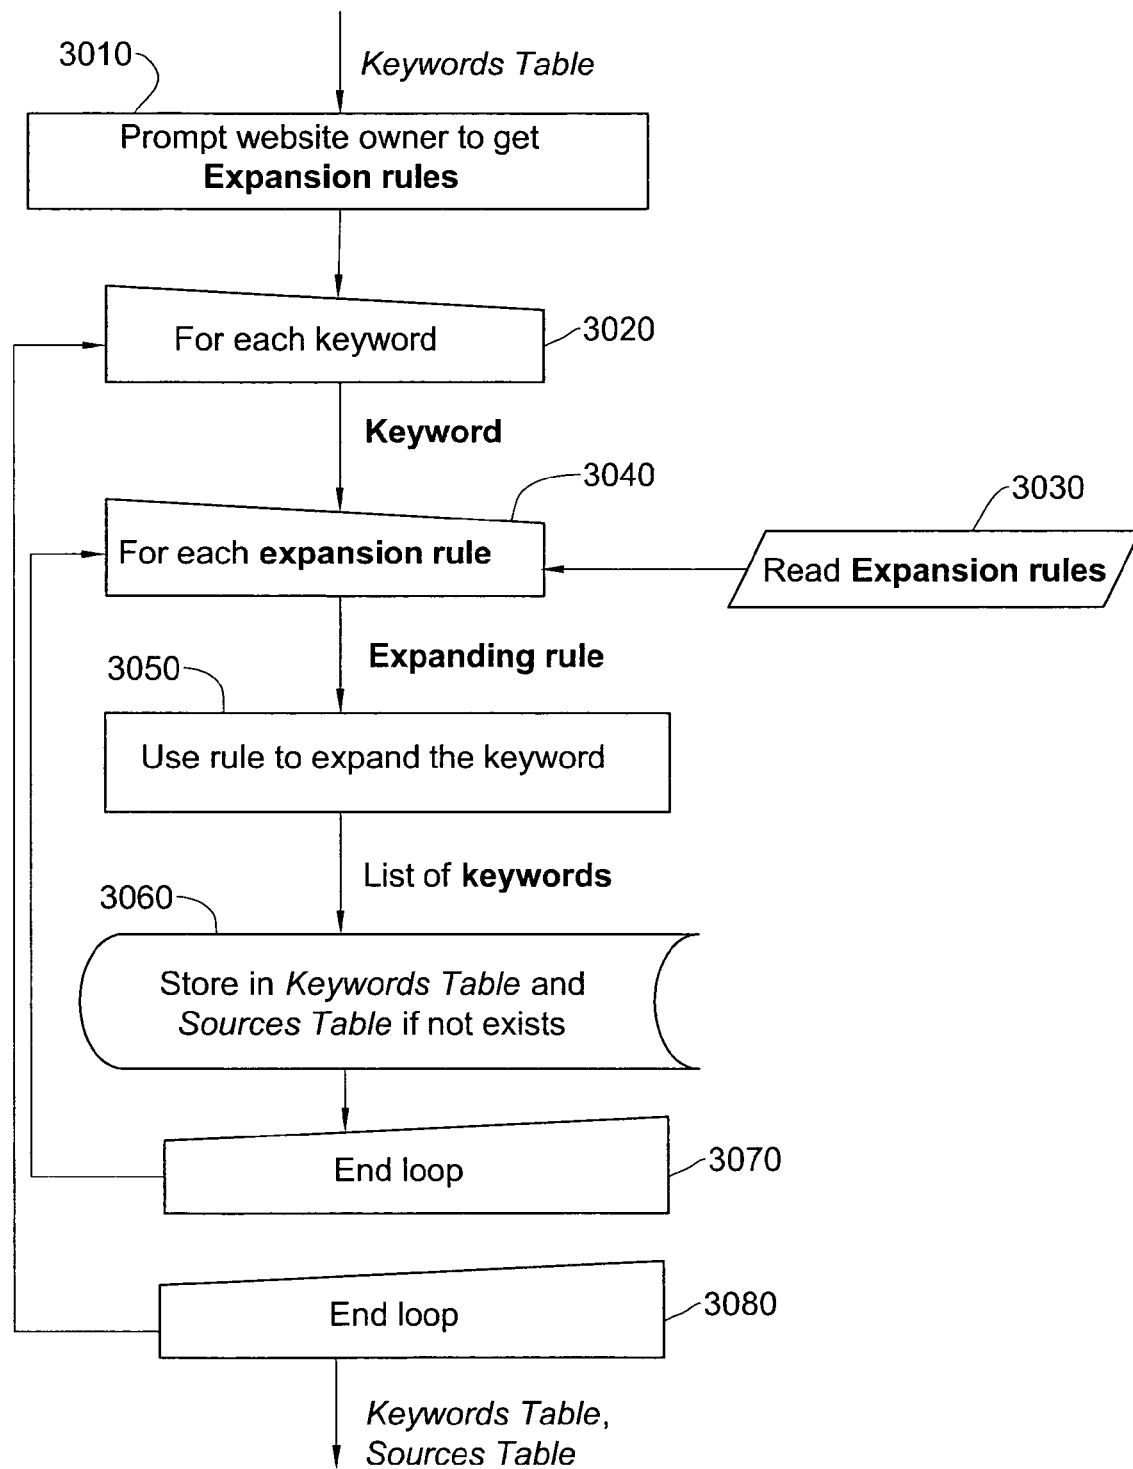 3010
Keywords Table
Prompt website owner to get
Expansion rules
For each keyword
3020
Keyword
3040
3030
For each expansion rule
Read Expansion rules
Expanding rule
3050
Use rule to expand the keyword
List of keywords
3060
Store in Keywords Table and
Sources Table if not exists
End loop
3070
End loop
3080
Keywords Table,
Sources Table